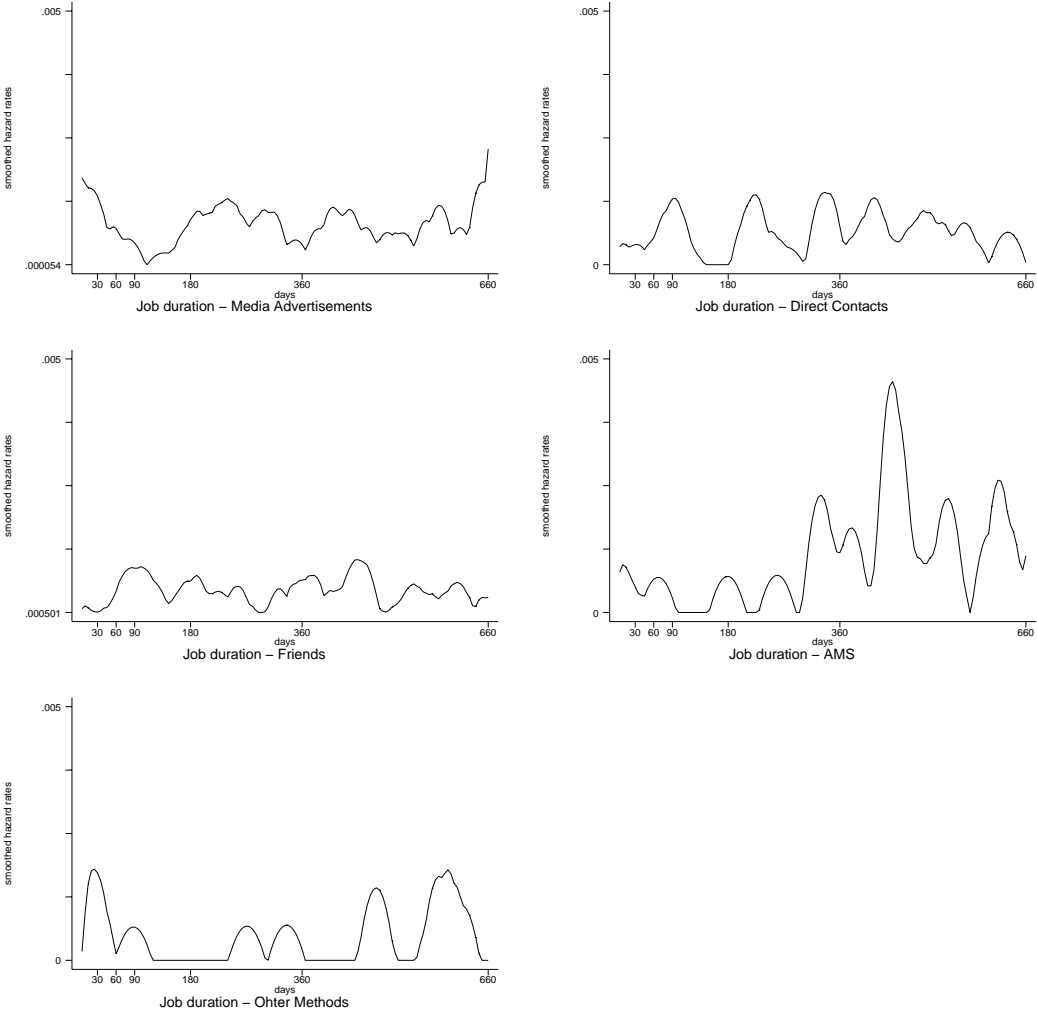 .005
smoothed hazard rates
.000054
30 60 90 180 360 660
days
Job duration – Media Advertisements
.005
smoothed hazard rates
0
30 60 90 180 360 660
days
Job duration – Direct Contacts
.005
smoothed hazard rates
.000501
30 60 90 180 360 660
days
Job duration – Friends
.005
smoothed hazard rates
0
30 60 90 180 360 660
days
Job duration – AMS
.005
smoothed hazard rates
0
30 60 90 180 360 660
days
Job duration – Ohter Methods